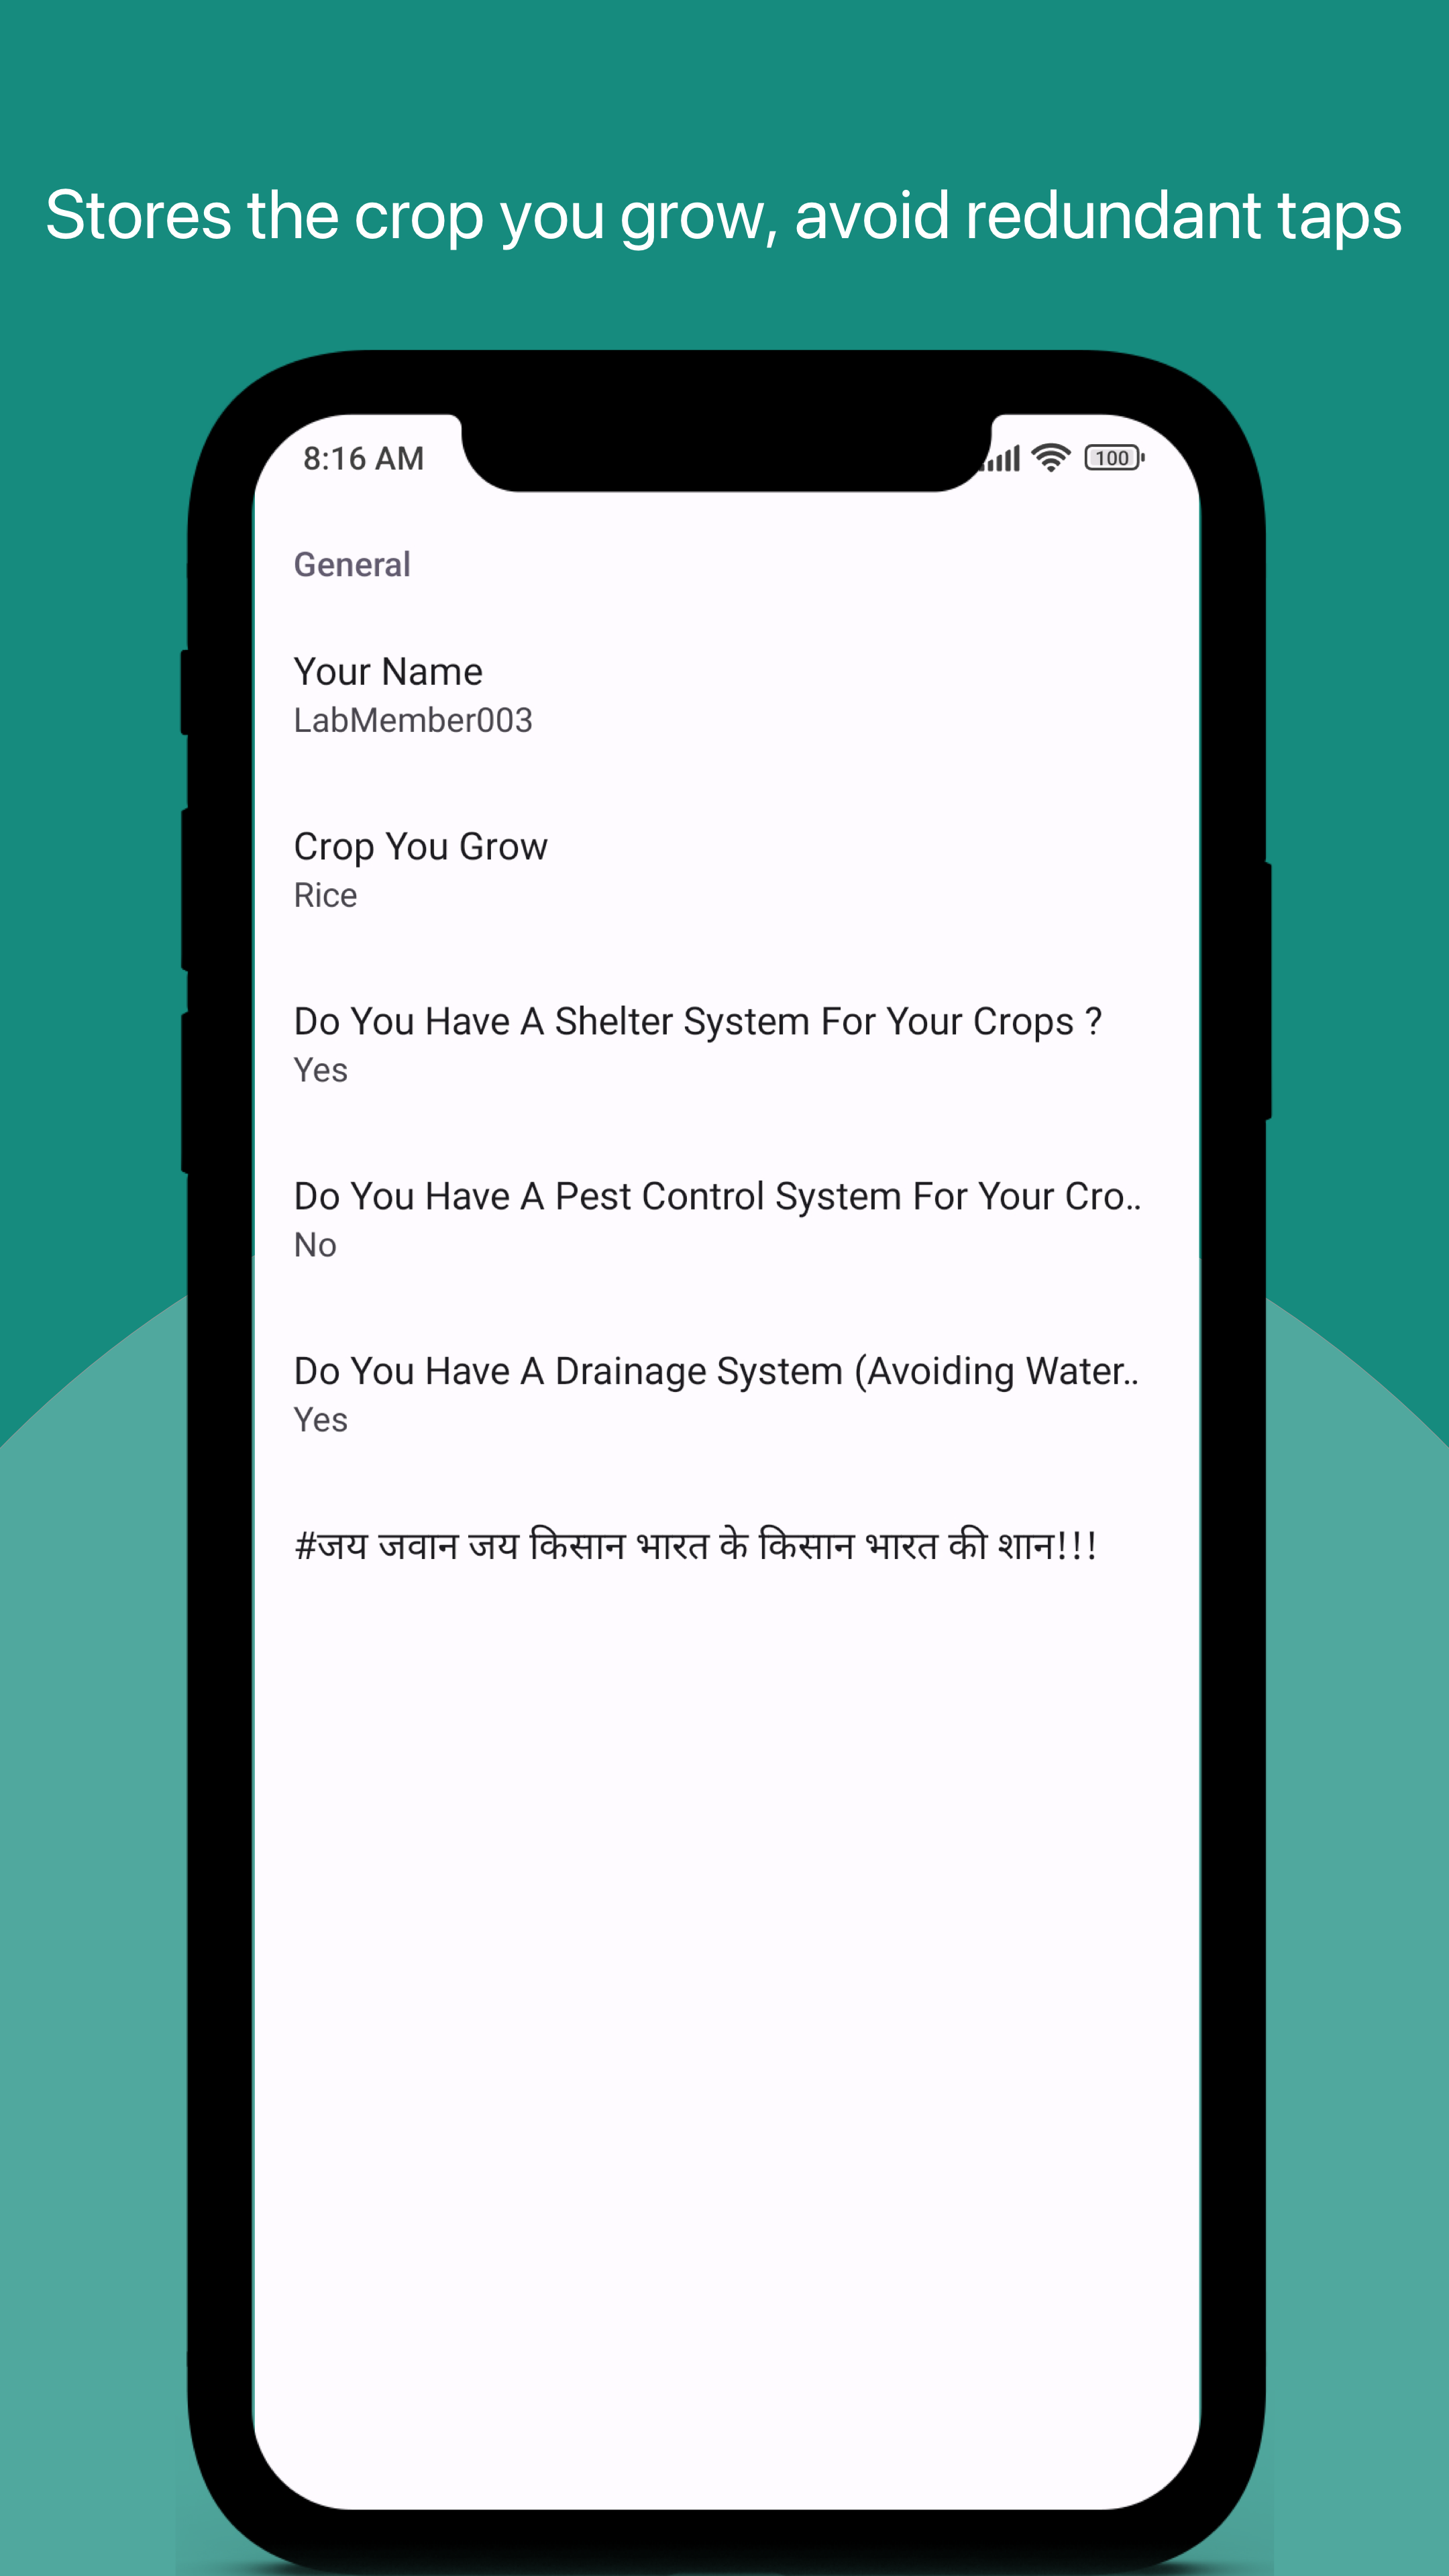 Stores the crop you grow, avoid redundant taps
8:16 AM
100
General
Your Name
LabMember003
Crop You Grow
Rice
Do You Have A Shelter System For Your Crops ?
Yes
Do You Have A Pest Control System For Your Cro..
No
Do You Have A Drainage System (Avoiding Water..
Yes
#जय जवान जय किसान भारत के किसान भारत की शान!!!